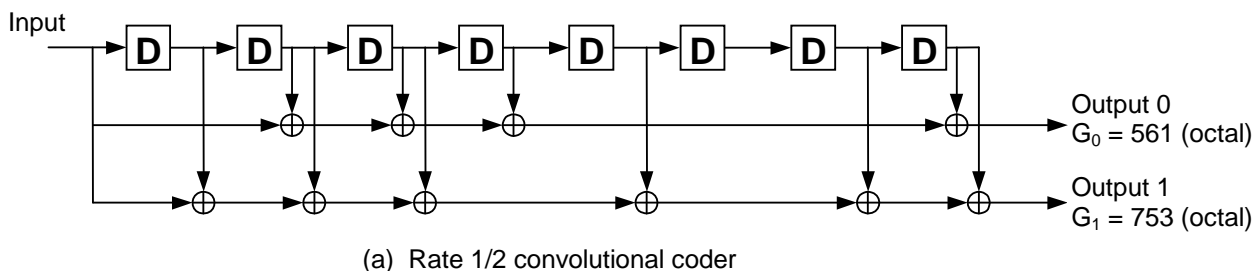 Input
D D D D D D D D
Output 0
G₀ = 561 (octal)
Output 1
G₁ = 753 (octal)
(a) Rate 1/2 convolutional coder